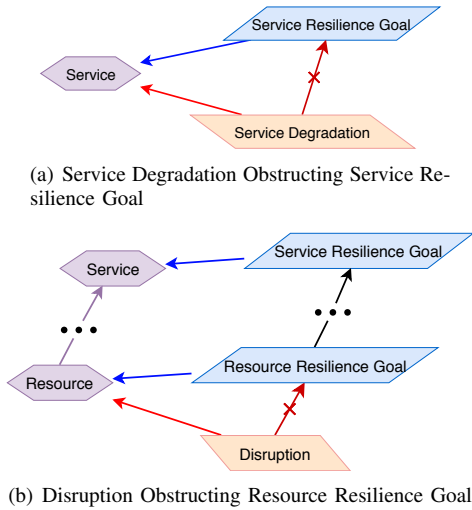 Service Resilience Goal
Service
Service Degradation
(a) Service Degradation Obstructing Service Re-
silience Goal
Service Resilience Goal
Service
Resource Resilience Goal
Resource
Disruption
(b) Disruption Obstructing Resource Resilience Goal